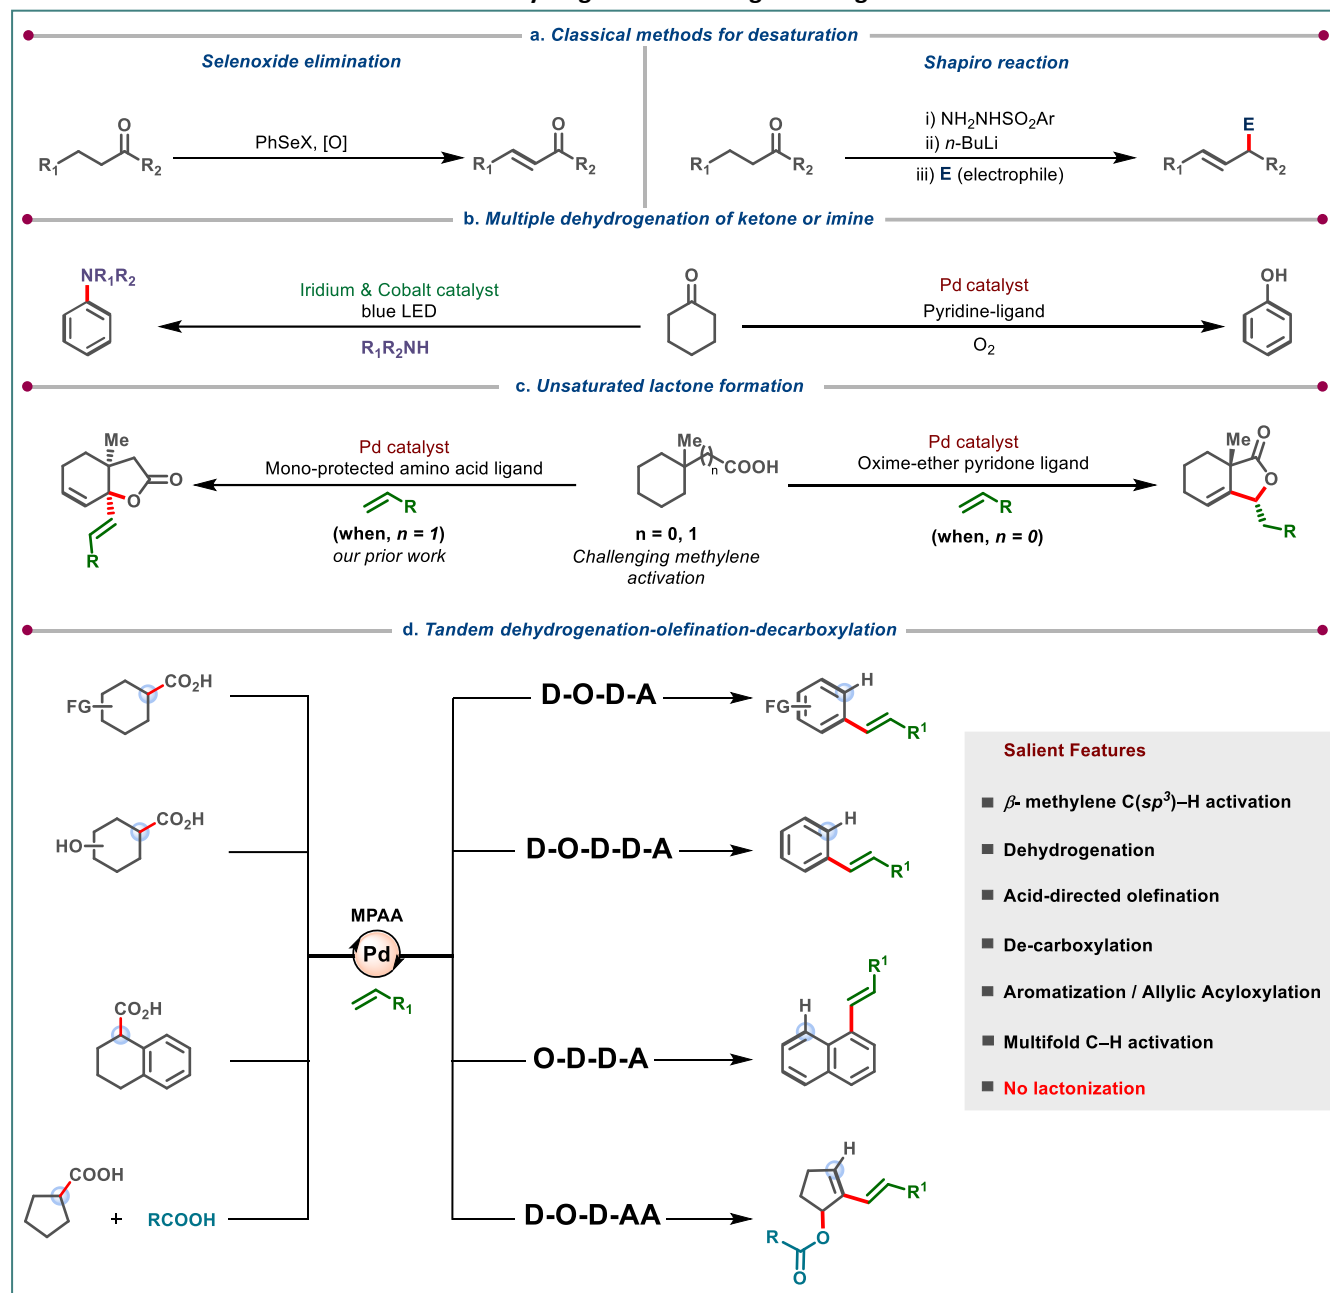 a. Classical methods for desaturation
Selenoxide elimination
Shapiro reaction
O
R1
R2
PhSeX, [O]
O
R1
R2
O
R1
R2
i) NH2NHSO2Ar
ii) n-BuLi
iii) E (electrophile)
E
R1
R2
b. Multiple dehydrogenation of ketone or imine
NR1R2
Iridium & Cobalt catalyst
blue LED
R1R2NH
O
Pd catalyst
Pyridine-ligand
O2
OH
c. Unsaturated lactone formation
Me
O
O
R
Pd catalyst
Mono-protected amino acid ligand
R
(when, n = 1)
our prior work
Me
n
COOH
n = 0, 1
Challenging methylene
activation
Pd catalyst
Oxime-ether pyridone ligand
R
(when, n = 0)
Me
O
O
R
d. Tandem dehydrogenation-olefination-decarboxylation
CO2H
FG
D-O-D-A
H
FG
R1
CO2H
HO
D-O-D-D-A
H
R1
MPAA
Pd
R1
CO2H
O-D-D-A
R1
H
COOH
+
RCOOH
D-O-D-AA
H
R1
R
O
O
Salient Features
β- methylene C(sp3)–H activation
Dehydrogenation
Acid-directed olefination
De-carboxylation
Aromatization / Allylic Acyloxylation
Multifold C–H activation
No lactonization